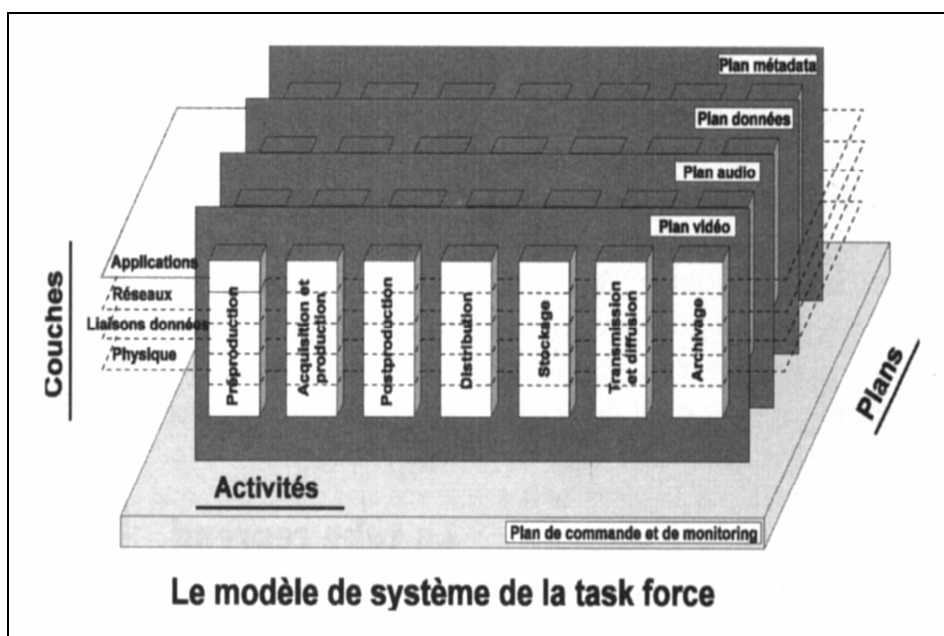 Plan métadata
Plan données
Plan audio
Plan vidéo
Couches
Applications
Réseaux
Liaisons données
Physique
Préproduction
Acquisition et
production
Postproduction
Distribution
Stockage
Transmission
et diffusion
Archivage
Plans
Activités
Plan de commande et de monitoring
Le modèle de système de la task force